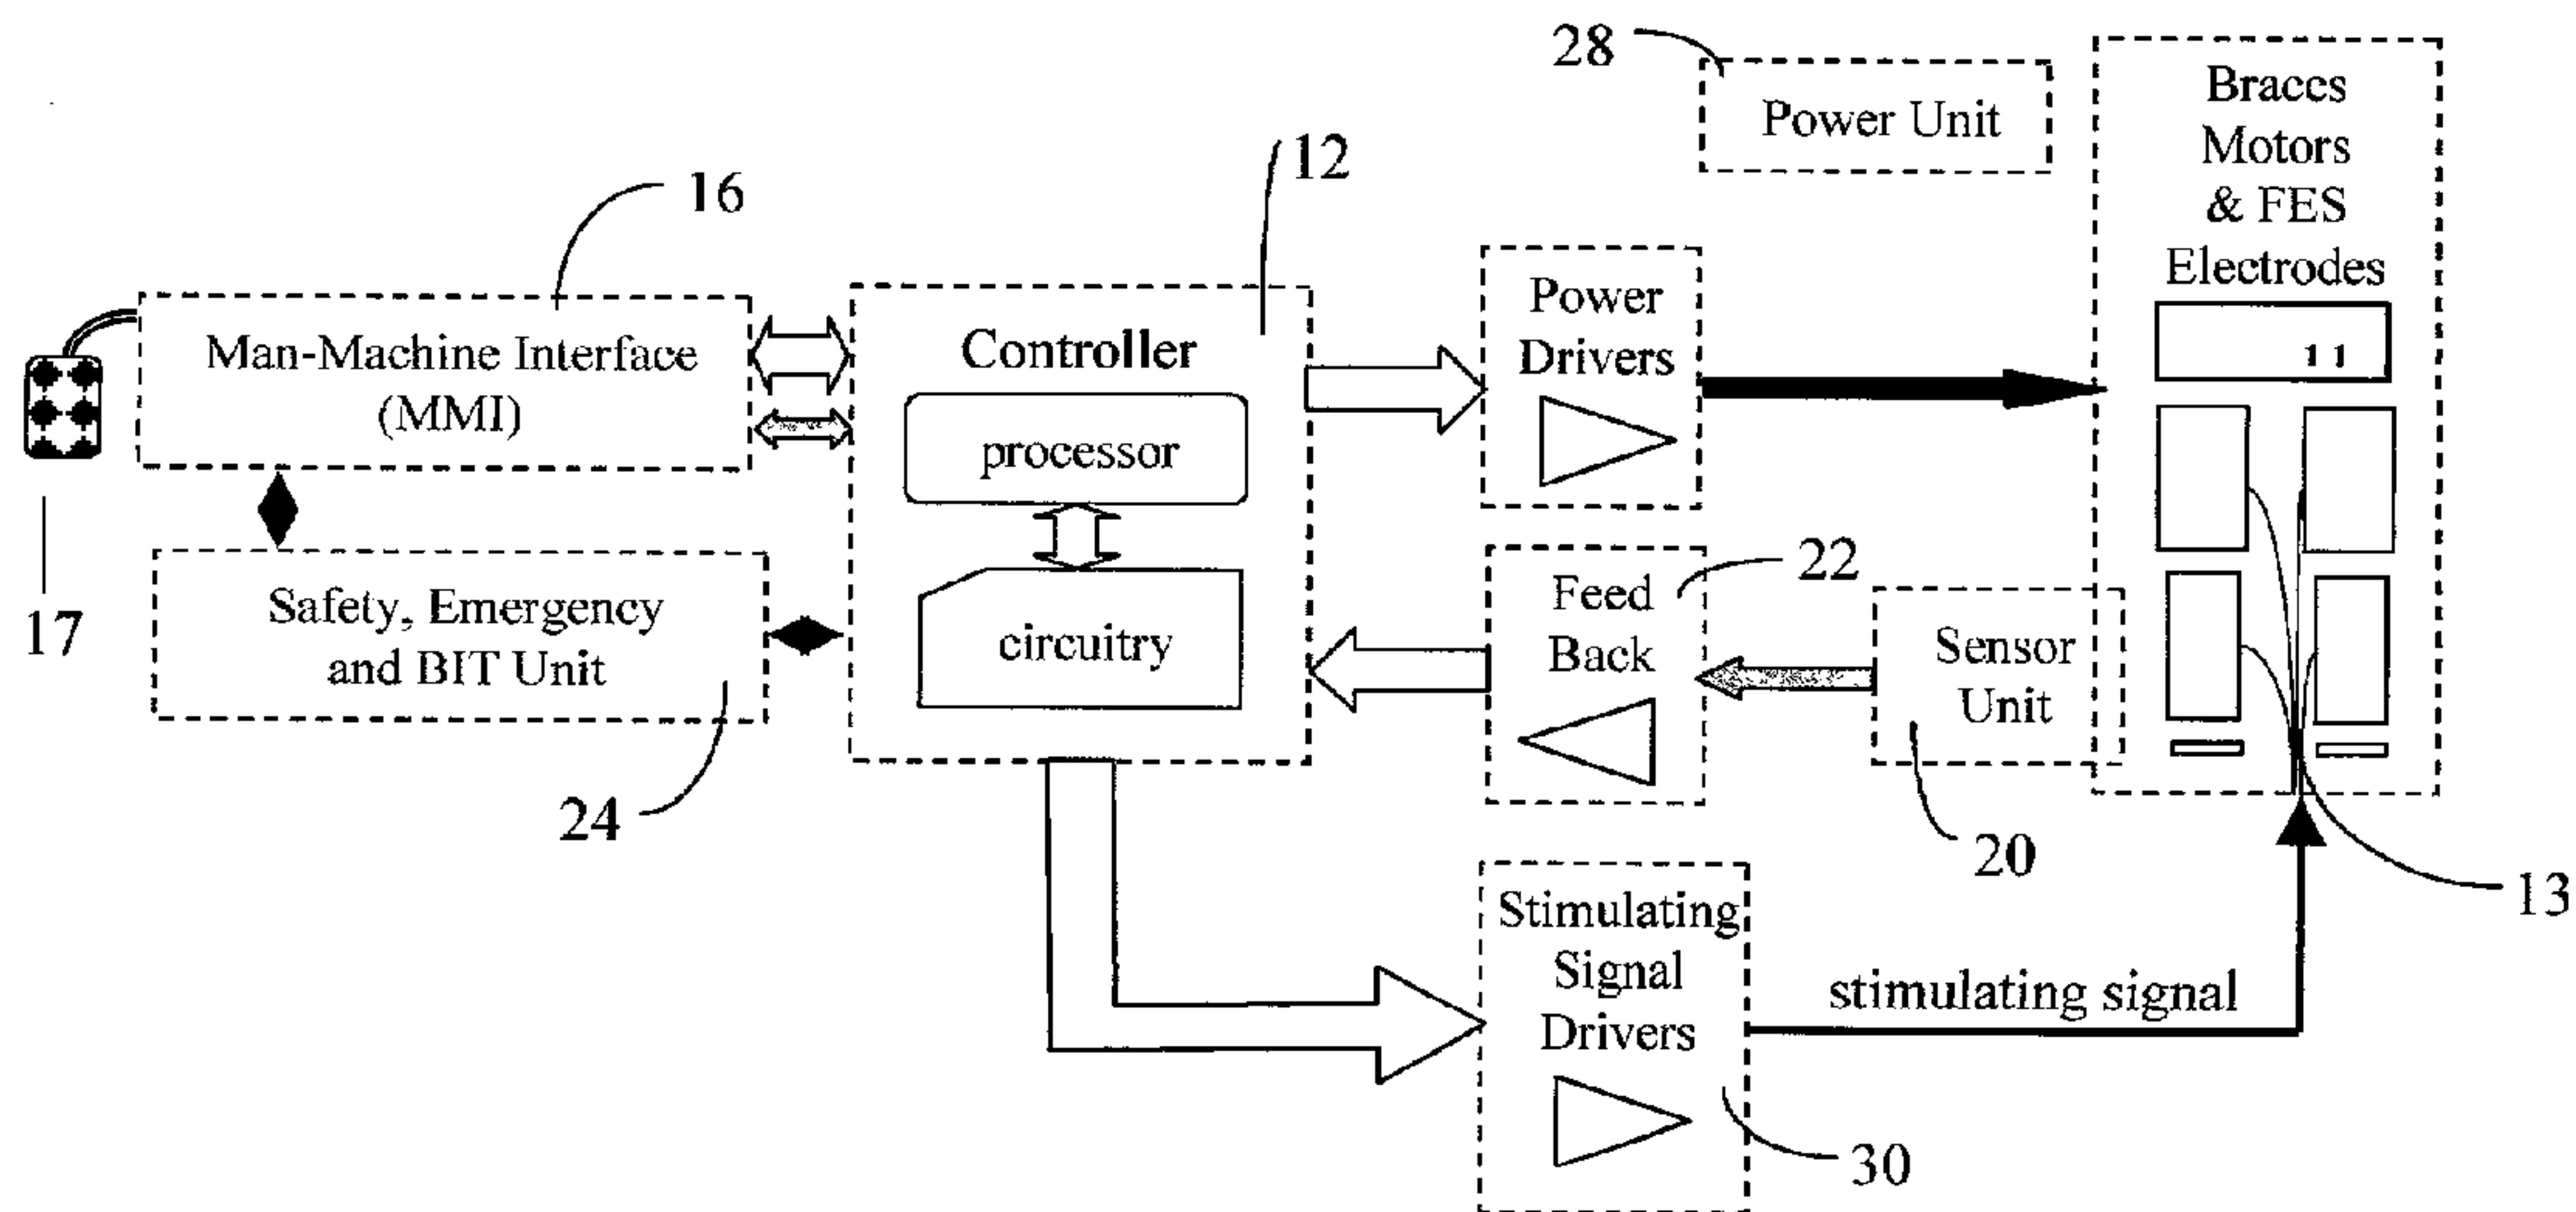 28
Power Unit
Braces
Motors
& FES
Electrodes
11
12
16
Man-Machine Interface
(MMI)
17
Controller
processor
circuitry
Power
Drivers
Safety, Emergency
and BIT Unit
24
Feed
Back
22
Sensor
Unit
20
13
Stimulating
Signal
Drivers
stimulating signal
30